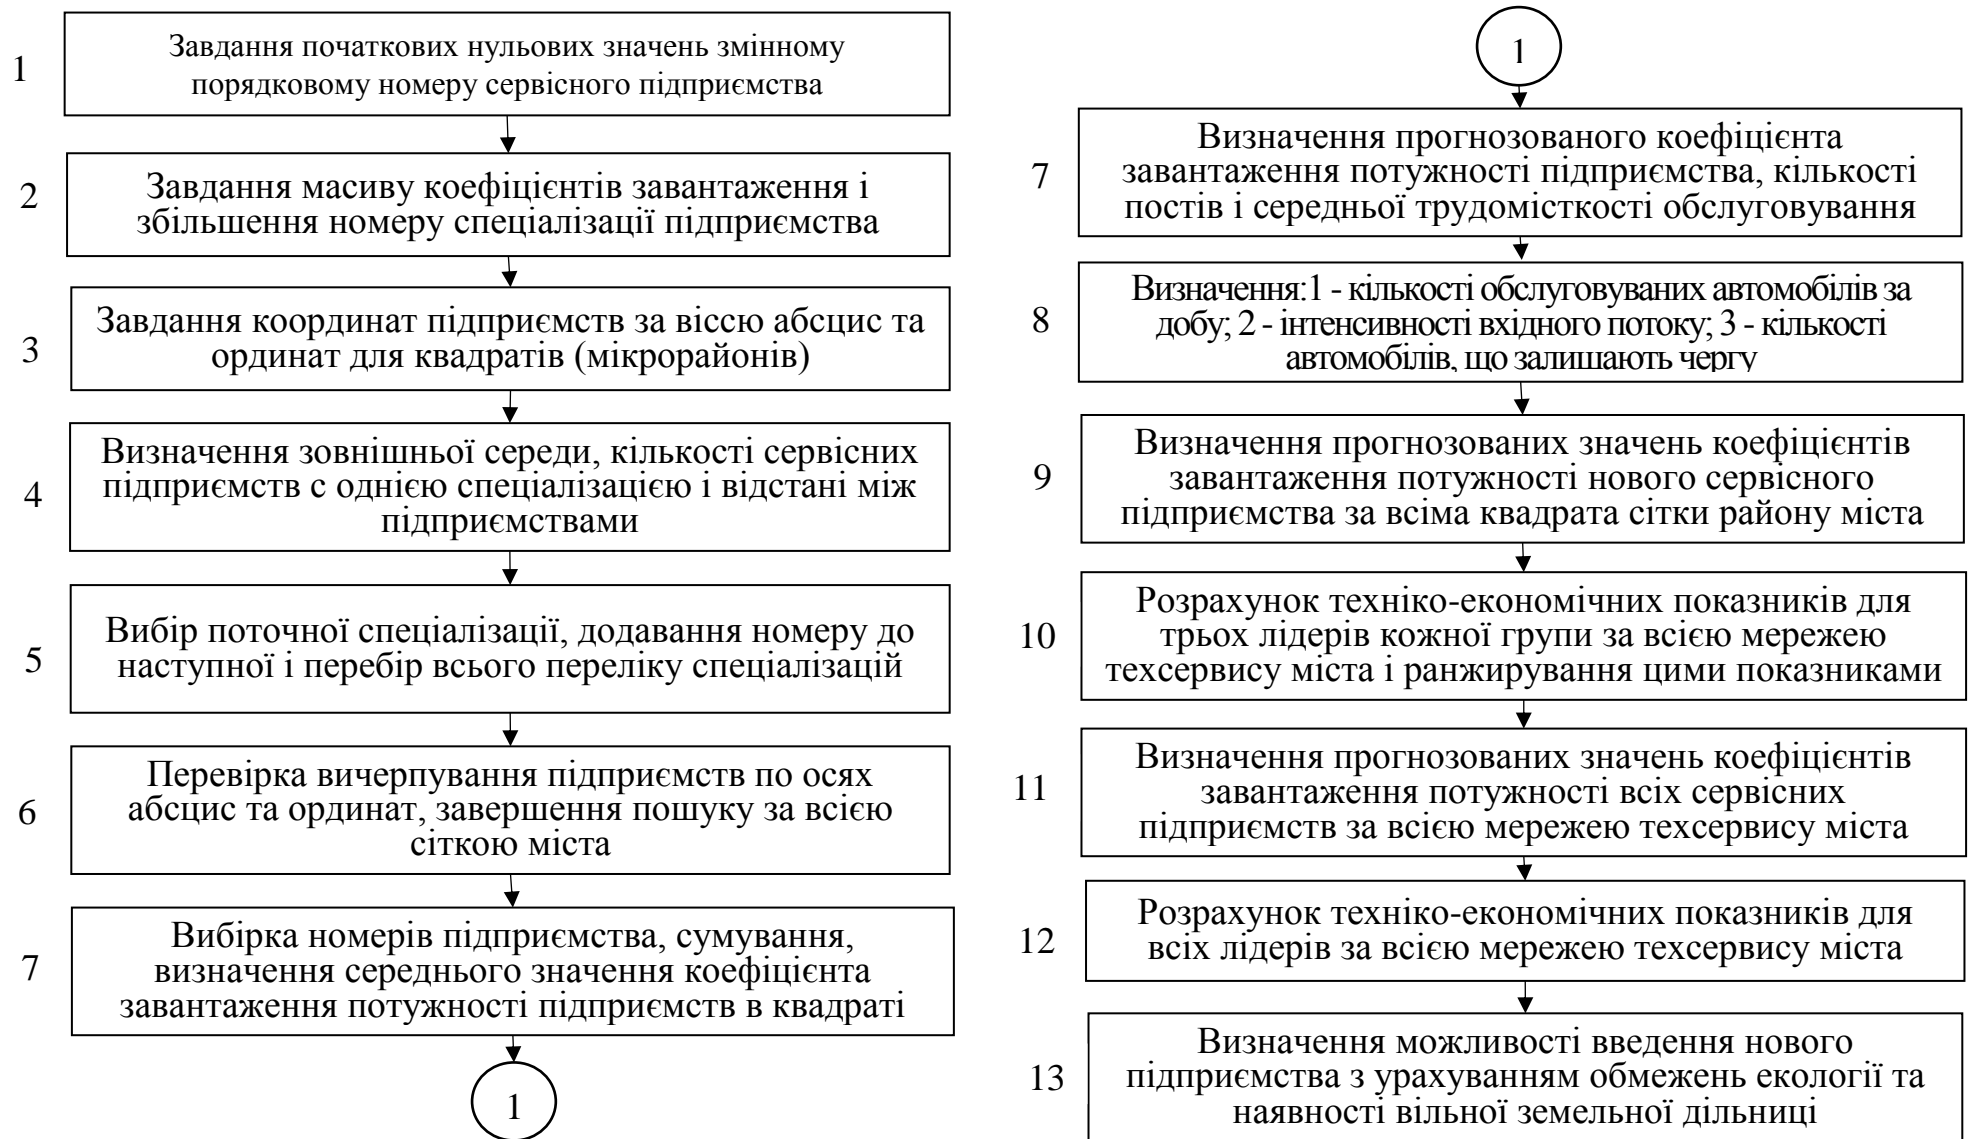 1
Завдання початкових нульових значень змінному
порядковому номеру сервісного підприємства
2
Завдання масиву коефіцієнтів завантаження і
збільшення номеру спеціалізації підприємства
3
Завдання координат підприємств за віссю абсцис та
ординат для квадратів (мікрорайонів)
4
Визначення зовнішньої середи, кількості сервісних
підприємств с однією спеціалізацією і відстані між
підприємствами
5
Вибір поточної спеціалізації, додавання номеру до
наступної і перебір всього переліку спеціалізацій
6
Перевірка вичерпування підприємств по осях
абсцис та ординат, завершення пошуку за всією
сіткою міста
7
Вибірка номерів підприємства, сумування,
визначення середнього значення коефіцієнта
завантаження потужності підприємств в квадраті
1
1
7
Визначення прогнозованого коефіцієнта
завантаження потужності підприємства, кількості
постів і середньої трудомісткості обслуговування
8
Визначення:1 - кількості обслуговуваних автомобілів за
добу; 2 - інтенсивності вхідного потоку; 3 - кількості
автомобілів, що залишають чергу
9
Визначення прогнозованих значень коефіцієнтів
завантаження потужності нового сервісного
підприємства за всіма квадрата сітки району міста
10
Розрахунок техніко-економічних показників для
трьох лідерів кожної групи за всією мережею
техсервису міста і ранжирування цими показниками
11
Визначення прогнозованих значень коефіцієнтів
завантаження потужності всіх сервісних
підприємств за всією мережею техсервису міста
12
Розрахунок техніко-економічних показників для
всіх лідерів за всією мережею техсервису міста
13
Визначення можливості введення нового
підприємства з урахуванням обмежень екології та
наявності вільної земельної дільниці